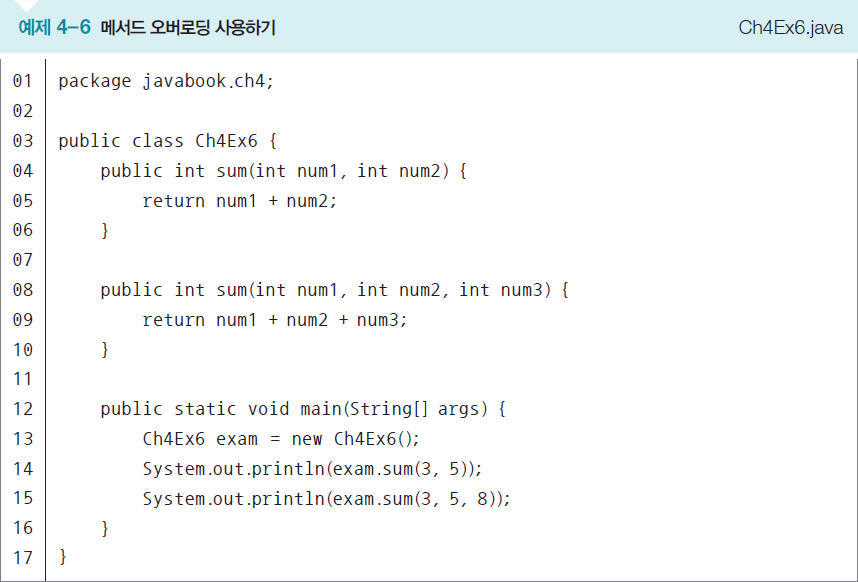 예제 4-6 메서드 오버로딩 사용하기 Ch4Ex6.java
01 package javabook.ch4;
02
03 public class Ch4Ex6 {
04     public int sum(int num1, int num2) {
05         return num1 + num2;
06     }
07
08     public int sum(int num1, int num2, int num3) {
09         return num1 + num2 + num3;
10     }
11
12     public static void main(String[] args) {
13         Ch4Ex6 exam = new Ch4Ex6();
14         System.out.println(exam.sum(3, 5));
15         System.out.println(exam.sum(3, 5, 8));
16     }
17 }